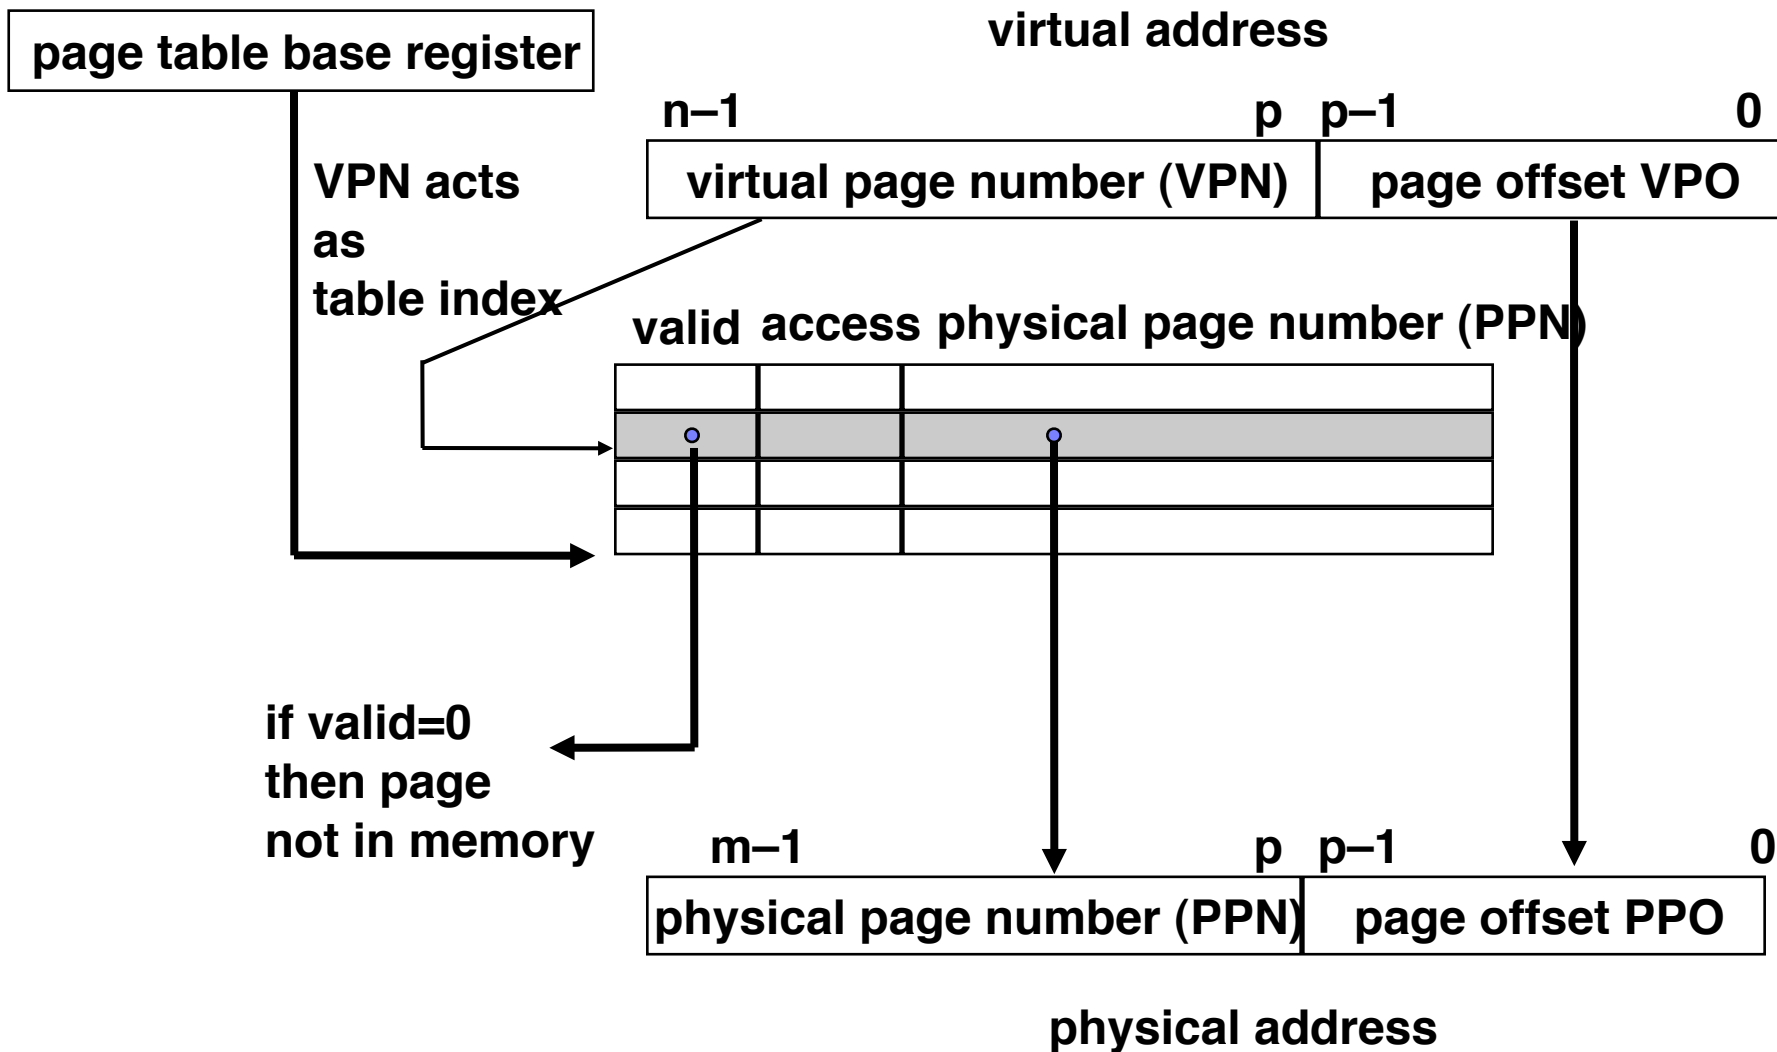 page table base register
virtual address
n–1 p p–1 0
virtual page number (VPN) page offset VPO
VPN acts
as
table index
valid access physical page number (PPN)
if valid=0
then page
not in memory
m–1 p p–1 0
physical page number (PPN) page offset PPO
physical address